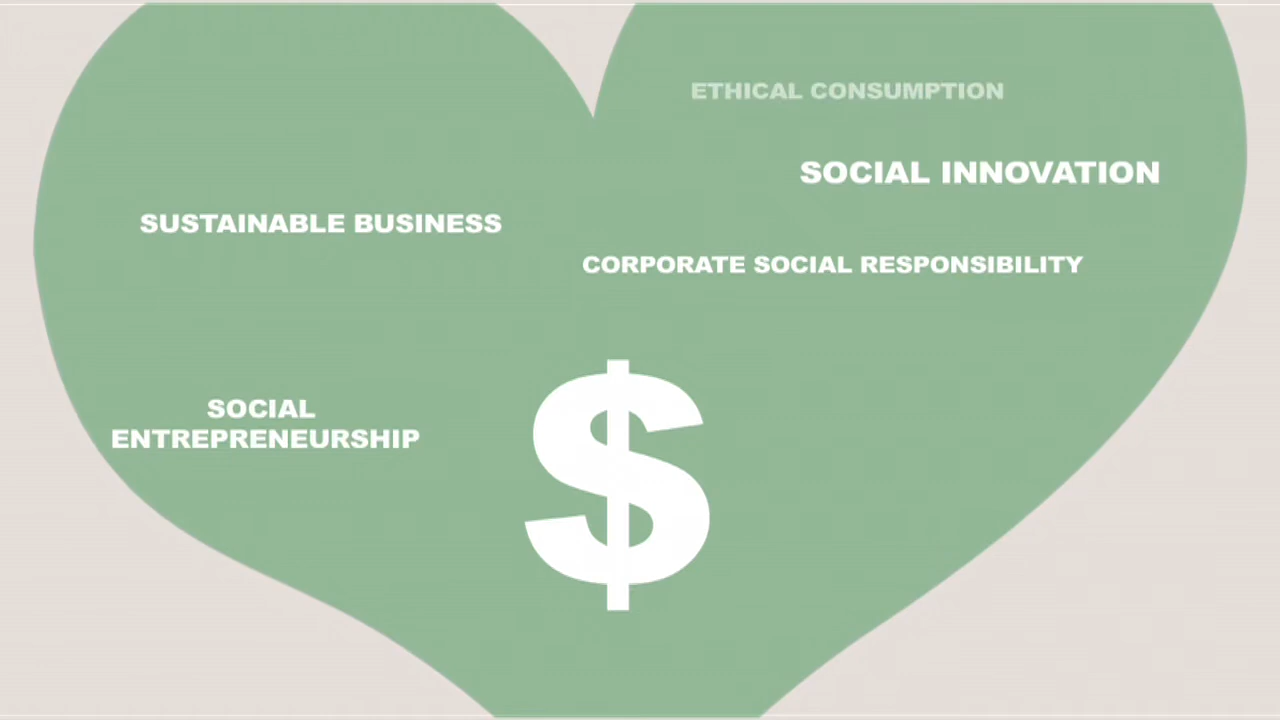 ETHICAL CONSUMPTION
SOCIAL INNOVATION
SUSTAINABLE BUSINESS
CORPORATE SOCIAL RESPONSIBILITY
SOCIAL
ENTREPRENEURSHIP
$